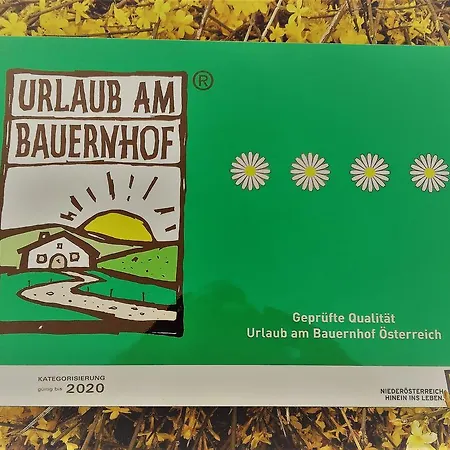 URLAUB AM
BAUERNHOF
®
Geprüfte Qualität
Urlaub am Bauernhof Österreich
KATEGORISIERUNG
gültig bis 2020
NIEDERÖSTERREICH
HINEIN INS LEBEN.